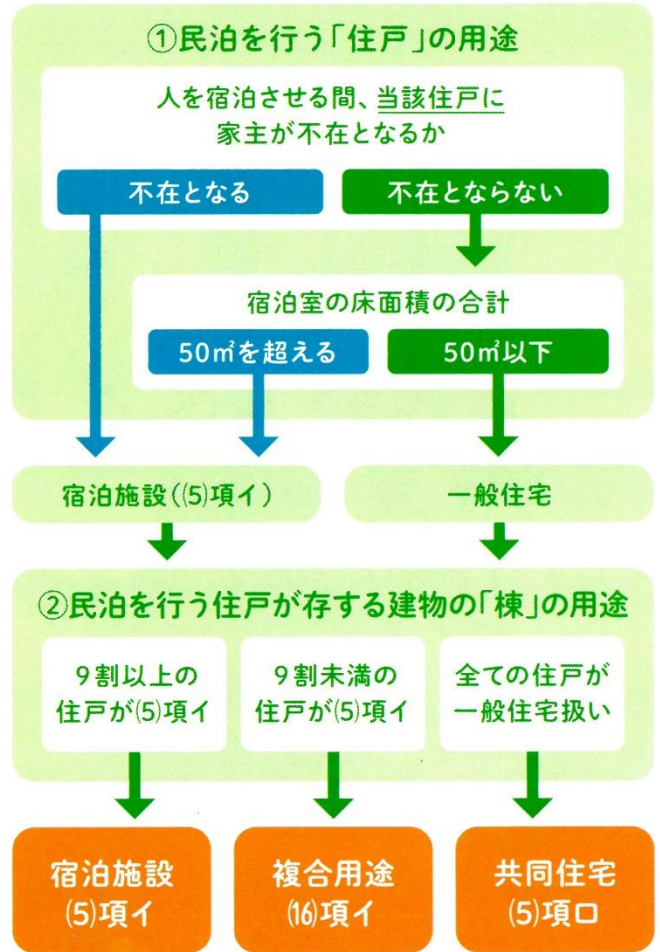 ①民泊を行う「住戸」の用途
人を宿泊させる間、当該住戸に
家主が不在となるか
不在となる
不在とならない
宿泊室の床面積の合計
50㎡を超える
50㎡以下
宿泊施設((5)項イ)
一般住宅
②民泊を行う住戸が存する建物の「棟」の用途
9割以上の
住戸が(5)項イ
9割未満の
住戸が(5)項イ
全ての住戸が
一般住宅扱い
宿泊施設
(5)項イ
複合用途
(16)項イ
共同住宅
(5)項ロ